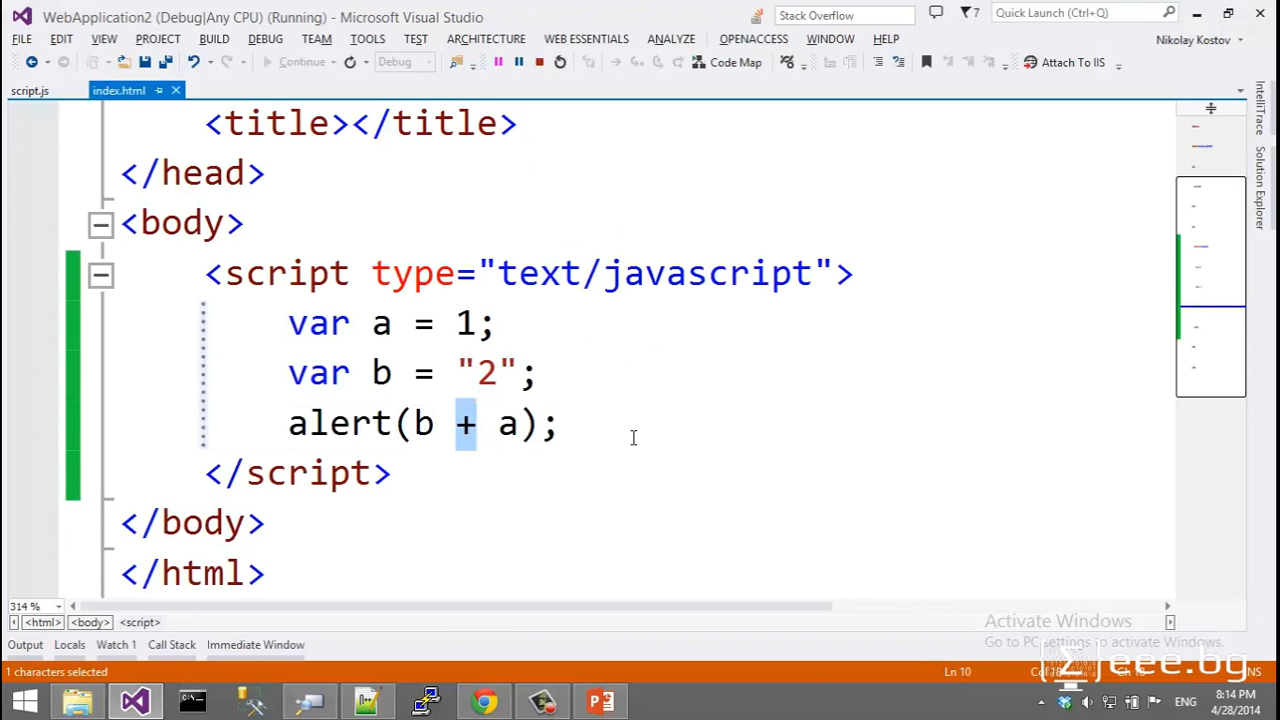 WebApplication2 (Debug|Any CPU) (Running) - Microsoft Visual Studio
Stack Overflow
7
Quick Launch (Ctrl+Q)
FILE EDIT VIEW PROJECT BUILD DEBUG TEAM TOOLS TEST ARCHITECTURE WEB ESSENTIALS ANALYZE OPENACCESS WINDOW HELP
Nikolay Kostov
Continue
Debug
Code Map
Attach To IIS
script.js
index.html
IntelliTrace
Solution Explorer
<title></title>
</head>
<body>
<script type="text/javascript">
var a = 1;
var b = "2";
alert(b + a);
</script>
</body>
</html>
314 %
<html> <body> <script>
Activate Windows
Go to PC settings to activate Windows.
Output Locals Watch 1 Call Stack Immediate Window
1 characters selected
Ln 10
INS
jeee.bg
ENG
8:14 PM
4/28/2014